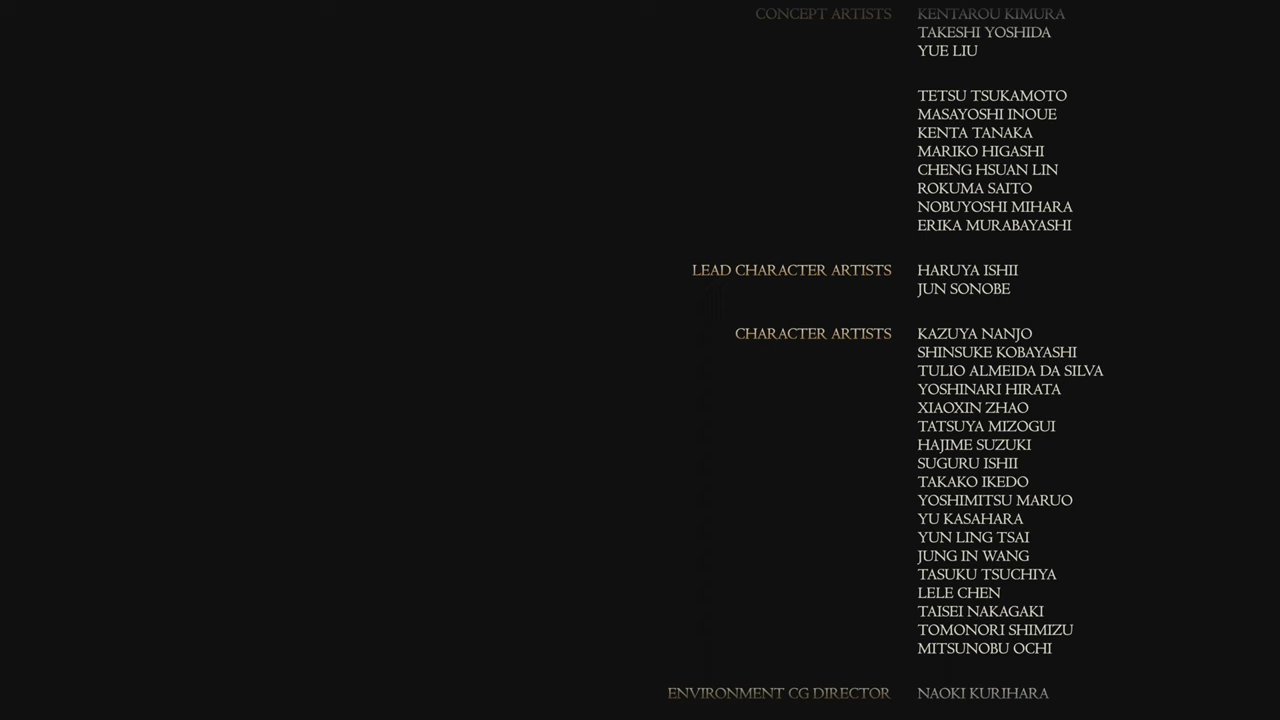 CONCEPT ARTISTS KENTAROU KIMURA
TAKESHI YOSHIDA
YUE LIU
TETSU TSUKAMOTO
MASAYOSHI INOUE
KENTA TANAKA
MARIKO HIGASHI
CHENG HSUAN LIN
ROKUMA SAITO
NOBUYOSHI MIHARA
ERIKA MURABAYASHI
LEAD CHARACTER ARTISTS HARUYA ISHII
JUN SONOBE
CHARACTER ARTISTS KAZUYA NANJO
SHINSUKE KOBAYASHI
TULIO ALMEIDA DA SILVA
YOSHINARI HIRATA
XIAOXIN ZHAO
TATSUYA MIZOGUI
HAJIME SUZUKI
SUGURU ISHII
TAKAKO IKEDO
YOSHIMITSU MARUO
YU KASAHARA
YUN LING TSAI
JUNG IN WANG
TASUKU TSUCHIYA
LELE CHEN
TAISEI NAKAGAKI
TOMONORI SHIMIZU
MITSUNOBU OCHI
ENVIRONMENT CG DIRECTOR NAOKI KURIHARA